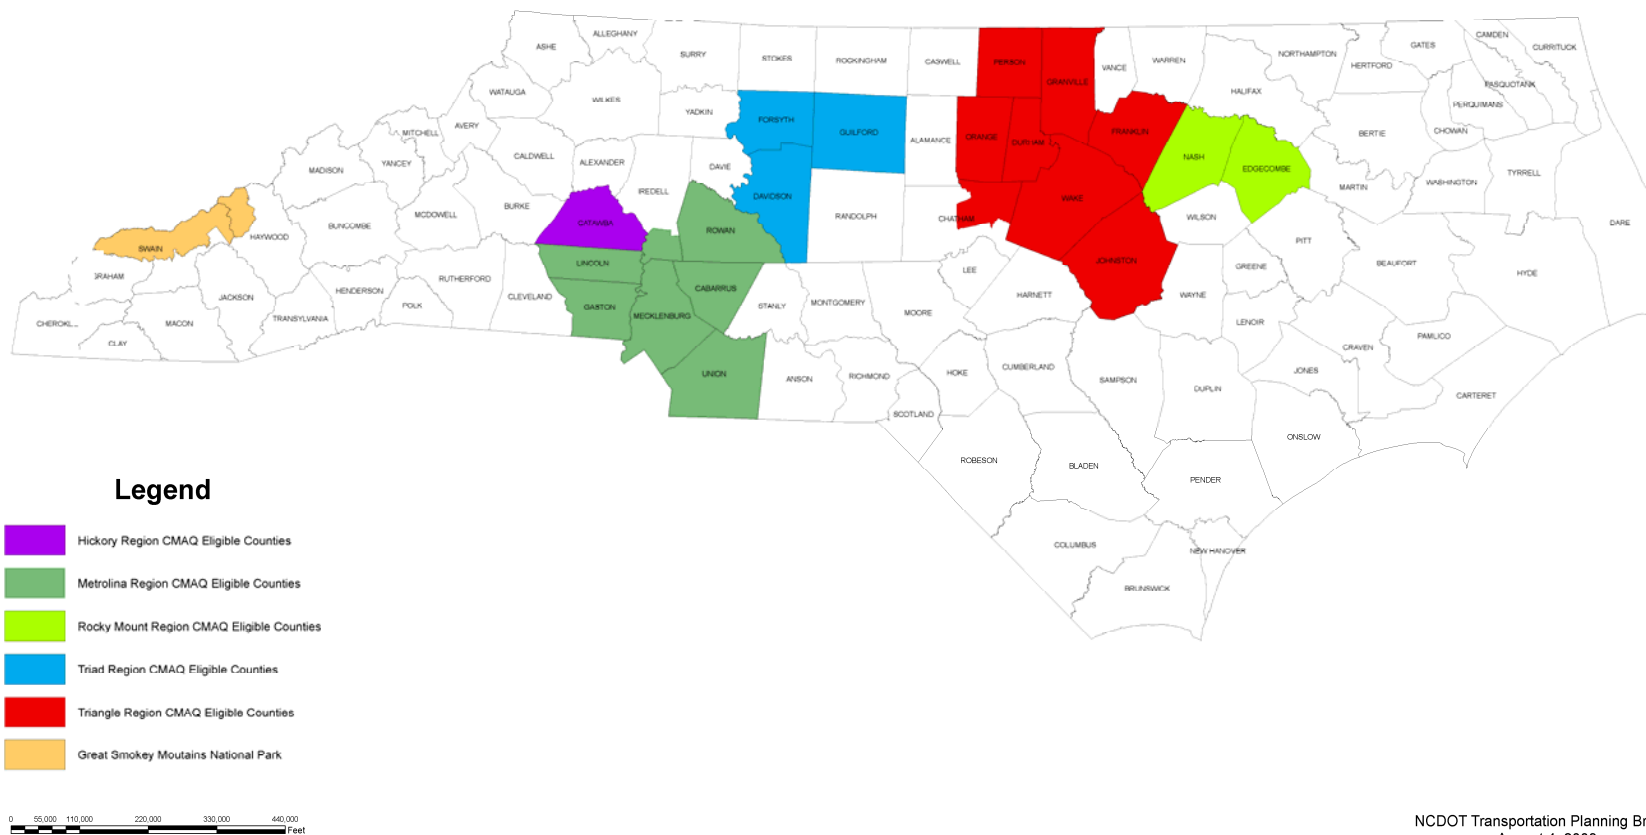 ALLEGHANY
CAMDEN
ASHE
GATES
CURRITUCK
SURRY
STOKES
ROCKINGHAM
CASWELL
PERSON
GRANVILLE
VANCE
WARREN
NORTHAMPTON
HERTFORD
PASQUOTANK
WATAUGA
WILKES
HALIFAX
PERQUIMANS
YADKIN
FORSYTH
GUILFORD
ALAMANCE
ORANGE
DURHAM
FRANKLIN
BERTIE
CHOWAN
MITCHELL
AVERY
CALDWELL
ALEXANDER
DAVIE
NASH
EDGECOMBE
MADISON
YANCEY
IREDELL
DAVIDSON
WAKE
MARTIN
WASHINGTON
TYRRELL
BURKE
MCDOWELL
CATAWBA
ROWAN
RANDOLPH
CHATHAM
WILSON
DARE
BUNCOMBE
HAYWOOD
SWAIN
PITT
LINCOLN
JOHNSTON
LEE
GREENE
BEAUFORT
HYDE
GRAHAM
RUTHERFORD
CABARRUS
HENDERSON
CLEVELAND
JACKSON
POLK
GASTON
MECKLENBURG
STANLY
MONTGOMERY
MOORE
HARNETT
WAYNE
CHEROK
MACON
TRANSYLVANIA
LENOIR
PAMLICO
CLAY
CRAVEN
UNION
ANSON
RICHMOND
HOKE
CUMBERLAND
SAMPSON
DUPLIN
JONES
CARTERET
SCOTLAND
ONSLOW
ROBESON
BLADEN
PENDER
COLUMBUS
NEW HANOVER
BRUNSWICK
Legend
Hickory Region CMAQ Eligible Counties
Metrolina Region CMAQ Eligible Counties
Rocky Mount Region CMAQ Eligible Counties
Triad Region CMAQ Eligible Counties
Triangle Region CMAQ Eligible Counties
Great Smokey Moutains National Park
0 55,000 110,000 220,000 330,000 440,000
Feet
NCDOT Transportation Planning Br